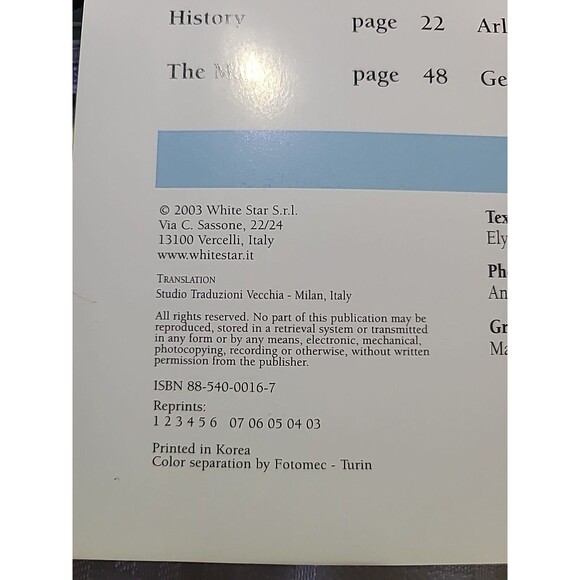 History page 22 Arl
The page 48 Ge
© 2003 White Star S.r.l.
Via C. Sassone, 22/24
13100 Vercelli, Italy
www.whitestar.it
TRANSLATION
Studio Traduzioni Vecchia - Milan, Italy
All rights reserved. No part of this publication may be
reproduced, stored in a retrieval system or transmitted
in any form or by any means, electronic, mechanical,
photocopying, recording or otherwise, without written
permission from the publisher.
ISBN 88-540-0016-7
Reprints:
1 2 3 4 5 6 07 06 05 04 03
Printed in Korea
Color separation by Fotomec - Turin
Tex
Ely
Pho
An
Gr
Ma